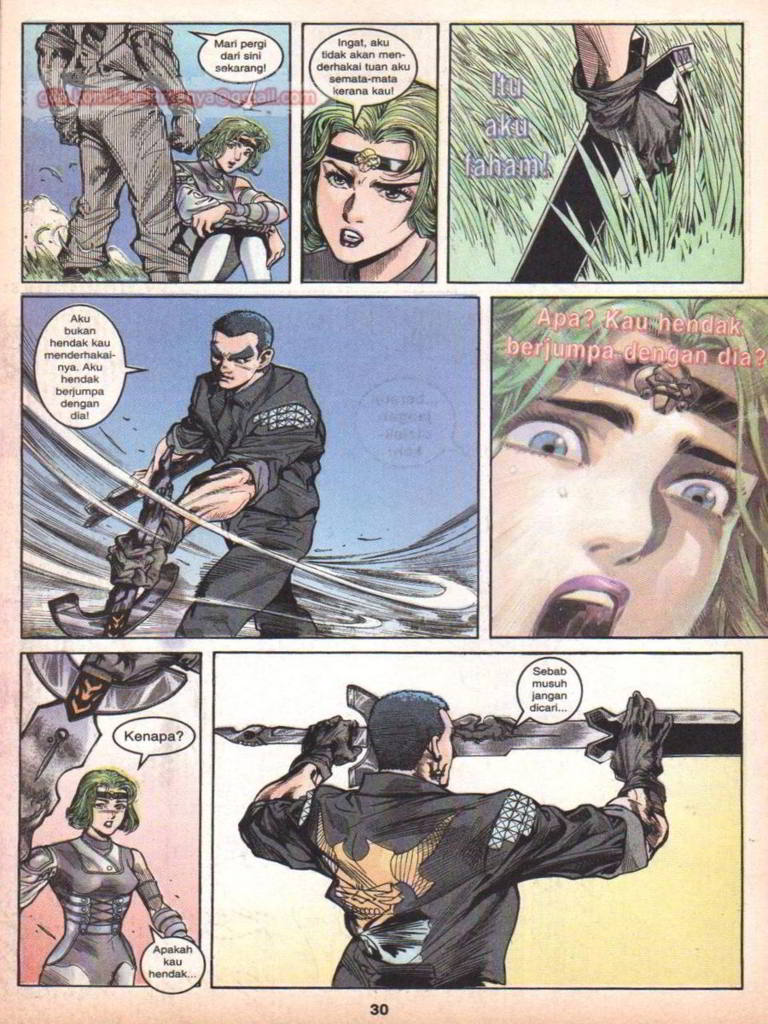 Mari pergi
dari sini
sekarang!
Ingat, aku
tidak akan men-
derhakai tuan aku
semata-mata
kerana kau!
Itu
aku
faham!
Aku
bukan
hendak kau
menderhakai-
nya. Aku
hendak
berjumpa
dengan
dia!
Apa? Kau hendak
berjumpa dengan dia?
Kenapa?
Apakah
kau
hendak...
Sebab
musuh
jangan
dicari...
30